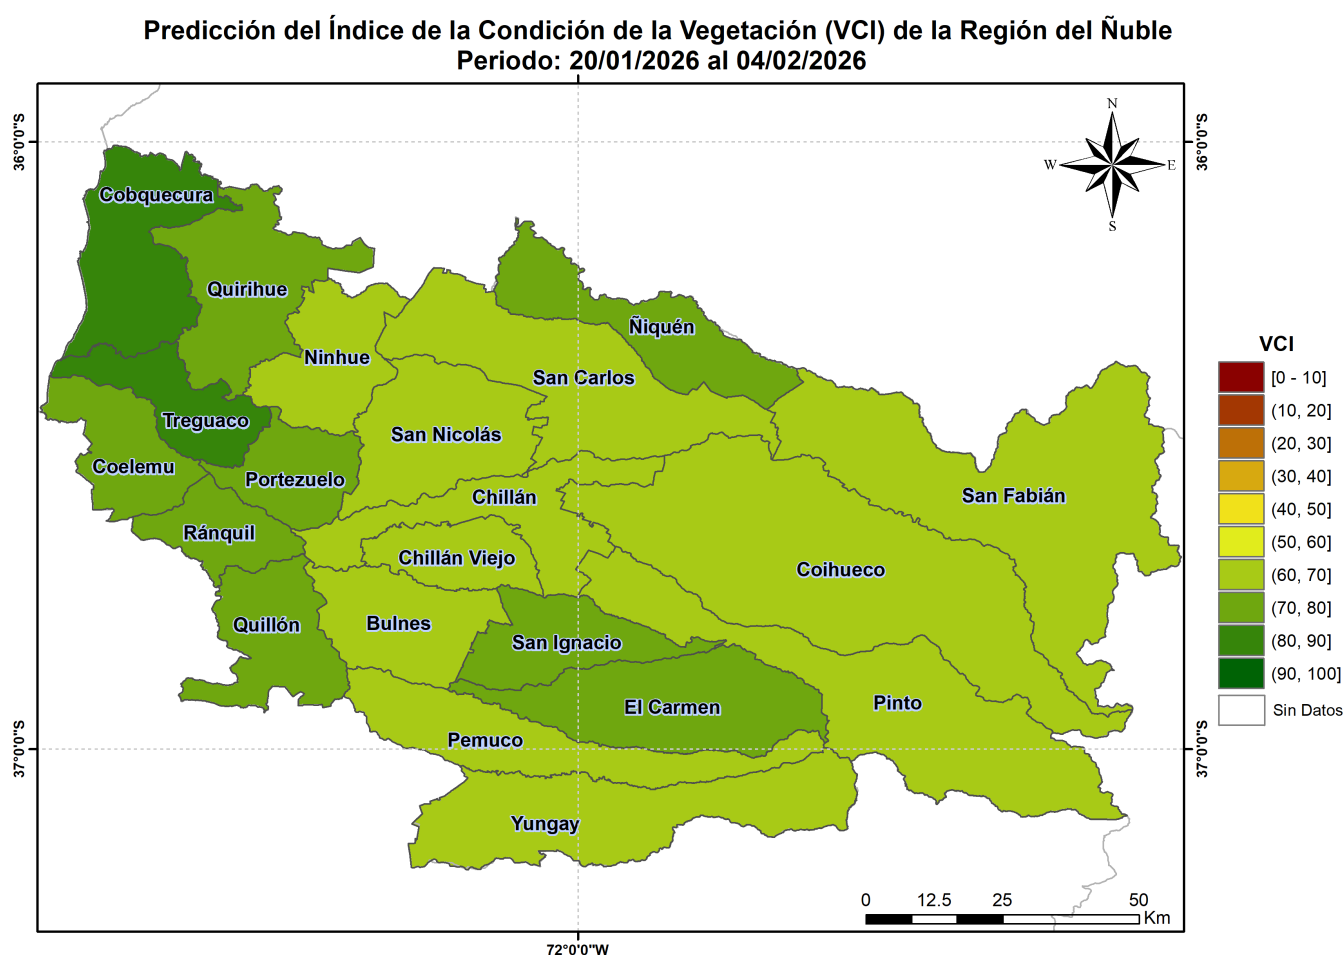 Predicción del Índice de la Condición de la Vegetación (VCI) de la Región del Ñuble
Periodo: 20/01/2026 al 04/02/2026
36°0'0"S
36°0'0"S
N
W
E
S
Cobquecura
Quirihue
Ñiquén
Ninhue
San Carlos
Treguaco
San Nicolás
Coelemu
Portezuelo
Chillán
San Fabián
Ránquil
Chillán Viejo
Coihueco
Quillón
Bulnes
San Ignacio
El Carmen
Pinto
Pemuco
Yungay
VCI
[0 - 10]
(10, 20]
(20, 30]
(30, 40]
(40, 50]
(50, 60]
(60, 70]
(70, 80]
(80, 90]
(90, 100]
Sin Datos
37°0'0"S
37°0'0"S
0 12.5 25 50
Km
72°0'0"W